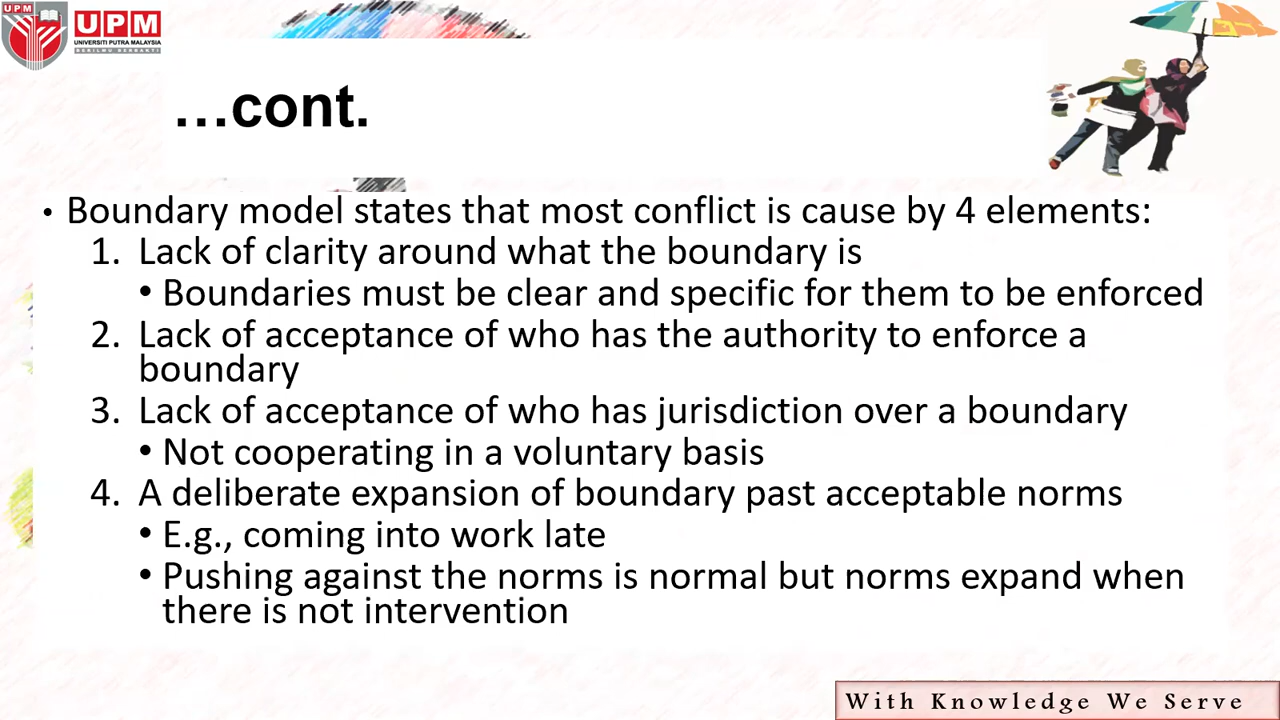 UPM
UPM
UNIVERSITI PUTRA MALAYSIA
BERILMU BERBAKTI
...cont.
• Boundary model states that most conflict is cause by 4 elements:
1. Lack of clarity around what the boundary is
• Boundaries must be clear and specific for them to be enforced
2. Lack of acceptance of who has the authority to enforce a
boundary
3. Lack of acceptance of who has jurisdiction over a boundary
• Not cooperating in a voluntary basis
4. A deliberate expansion of boundary past acceptable norms
• E.g., coming into work late
• Pushing against the norms is normal but norms expand when
there is not intervention
With Knowledge We Serve